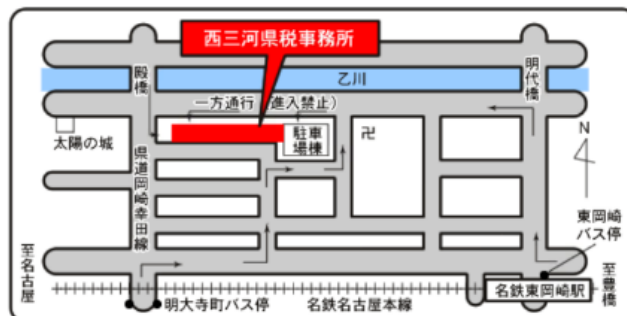 西三河県税事務所
殿橋
乙川
明代橋
一方通行(進入禁止)
太陽の城
駐車
場棟
卍
N
県道岡崎幸田線
東岡崎
バス停
至名古屋
至豊橋
名鉄東岡崎駅
明大寺町バス停
名鉄名古屋本線